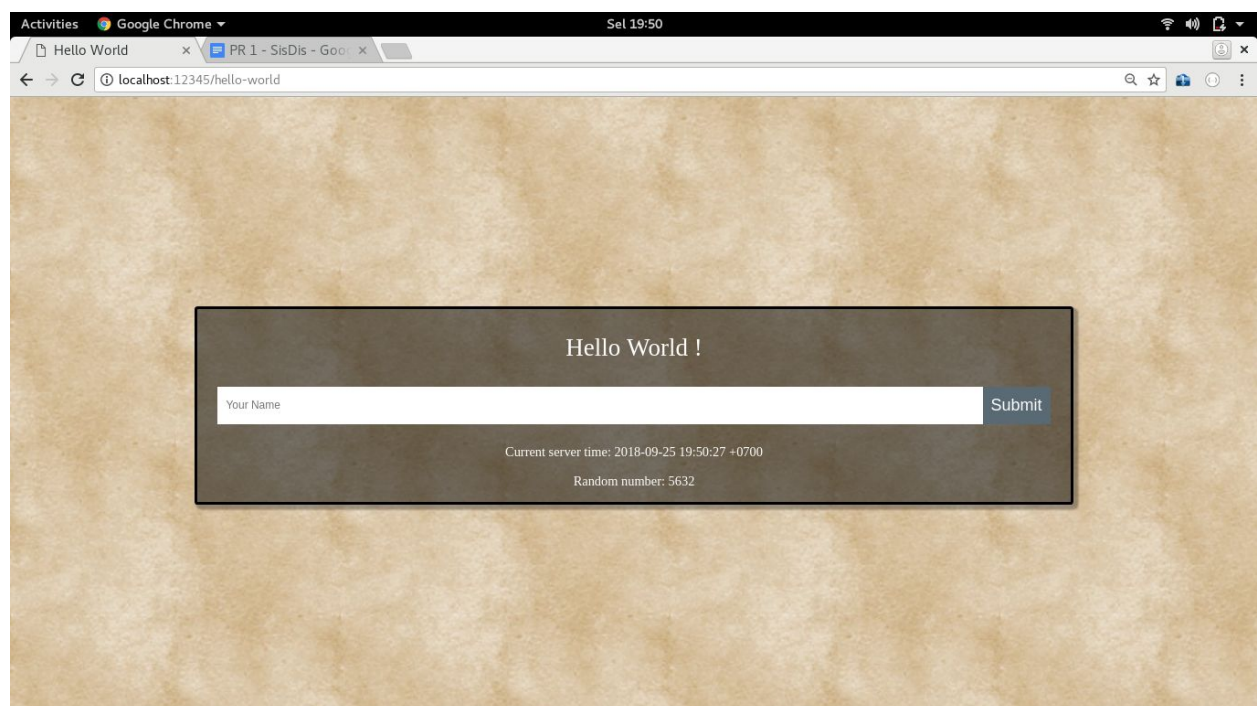 Activities Google Chrome Sel 19:50
Hello World PR 1 - SisDis - Goo
localhost:12345/hello-world
Hello World !
Your Name Submit
Current server time: 2018-09-25 19:50:27 +0700
Random number: 5632